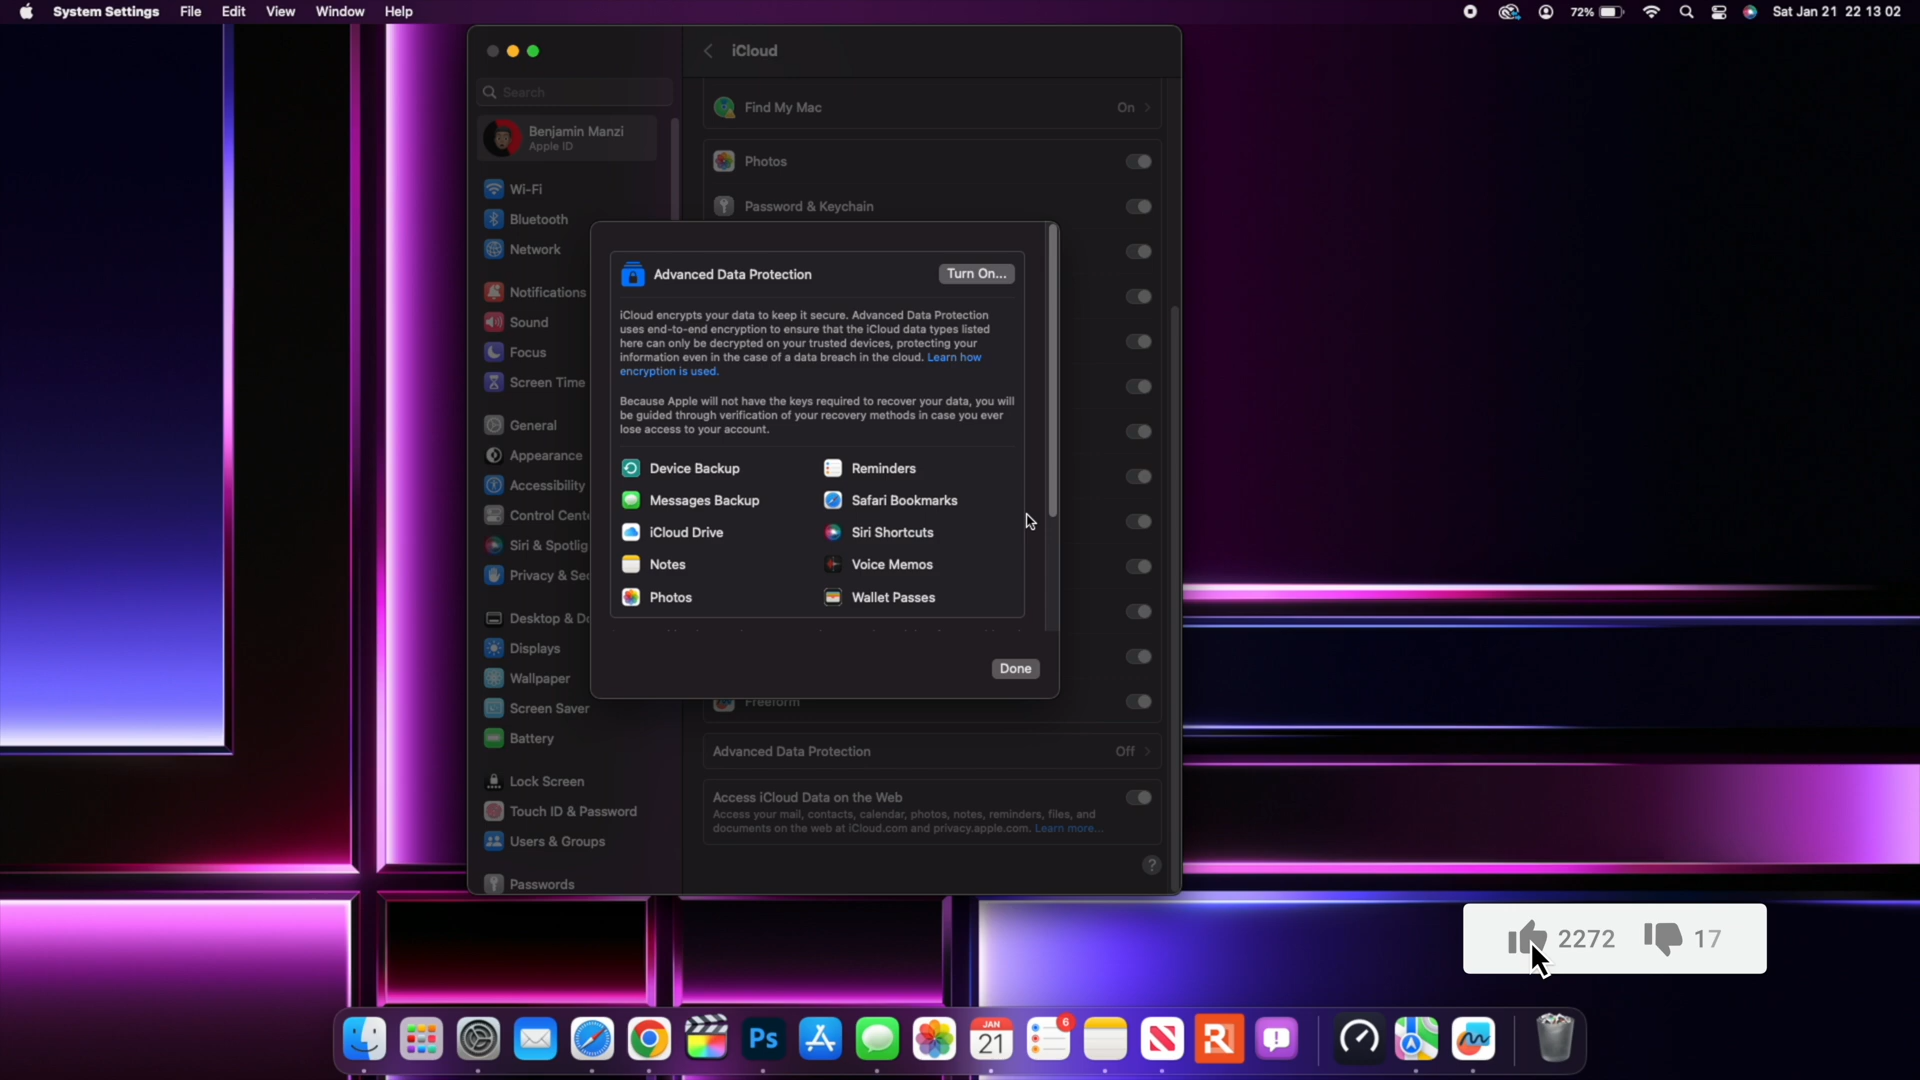 System Settings File Edit View Window Help
72% Sat Jan 21 22 13 02
iCloud
Search
Benjamin Manzi
Apple ID
Wi-Fi
Bluetooth
Network
Notifications
Sound
Focus
Screen Time
General
Appearance
Accessibility
Control Cent
Siri & Spotlig
Privacy & Se
Desktop & D
Displays
Wallpaper
Screen Saver
Battery
Lock Screen
Touch ID & Password
Users & Groups
Passwords
Find My Mac On
Photos
Password & Keychain
Advanced Data Protection Turn On...
iCloud encrypts your data to keep it secure. Advanced Data Protection
uses end-to-end encryption to ensure that the iCloud data types listed
here can only be decrypted on your trusted devices, protecting your
information even in the case of a data breach in the cloud. Learn how
encryption is used.
Because Apple will not have the keys required to recover your data, you will
be guided through verification of your recovery methods in case you ever
lose access to your account.
Device Backup Reminders
Messages Backup Safari Bookmarks
iCloud Drive Siri Shortcuts
Notes Voice Memos
Photos Wallet Passes
Done
Freeform
Advanced Data Protection Off
Access iCloud Data on the Web
Access your mail, contacts, calendar, photos, notes, reminders, files, and
documents on the web at iCloud.com and privacy.apple.com. Learn more...
?
2272 17
Ps
JAN
21
6